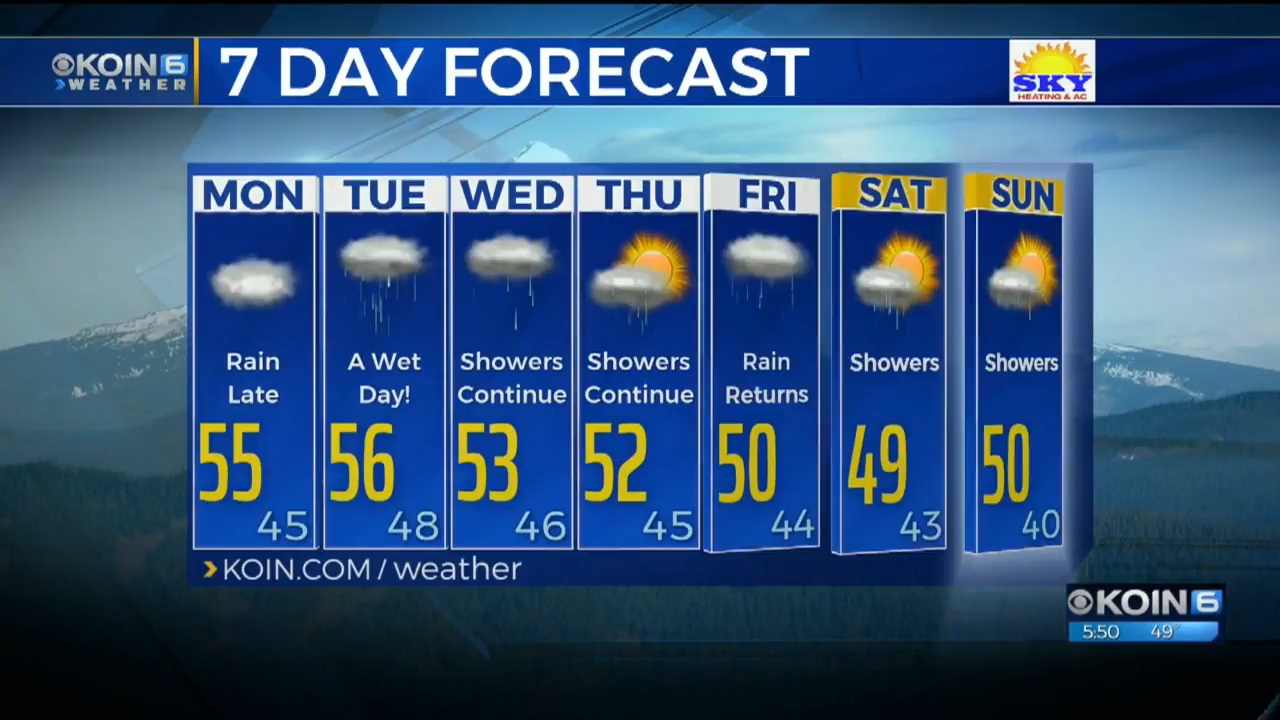 KOIN 6
WEATHER
7 DAY FORECAST
SKY
HEATING & AC
MON
TUE
WED
THU
FRI
SAT
SUN
Rain
Late
A Wet
Day!
Showers
Continue
Showers
Continue
Rain
Returns
Showers
Showers
55
45
56
48
53
46
52
45
50
44
49
43
50
40
KOIN.COM / weather
KOIN 6
5:50 49°